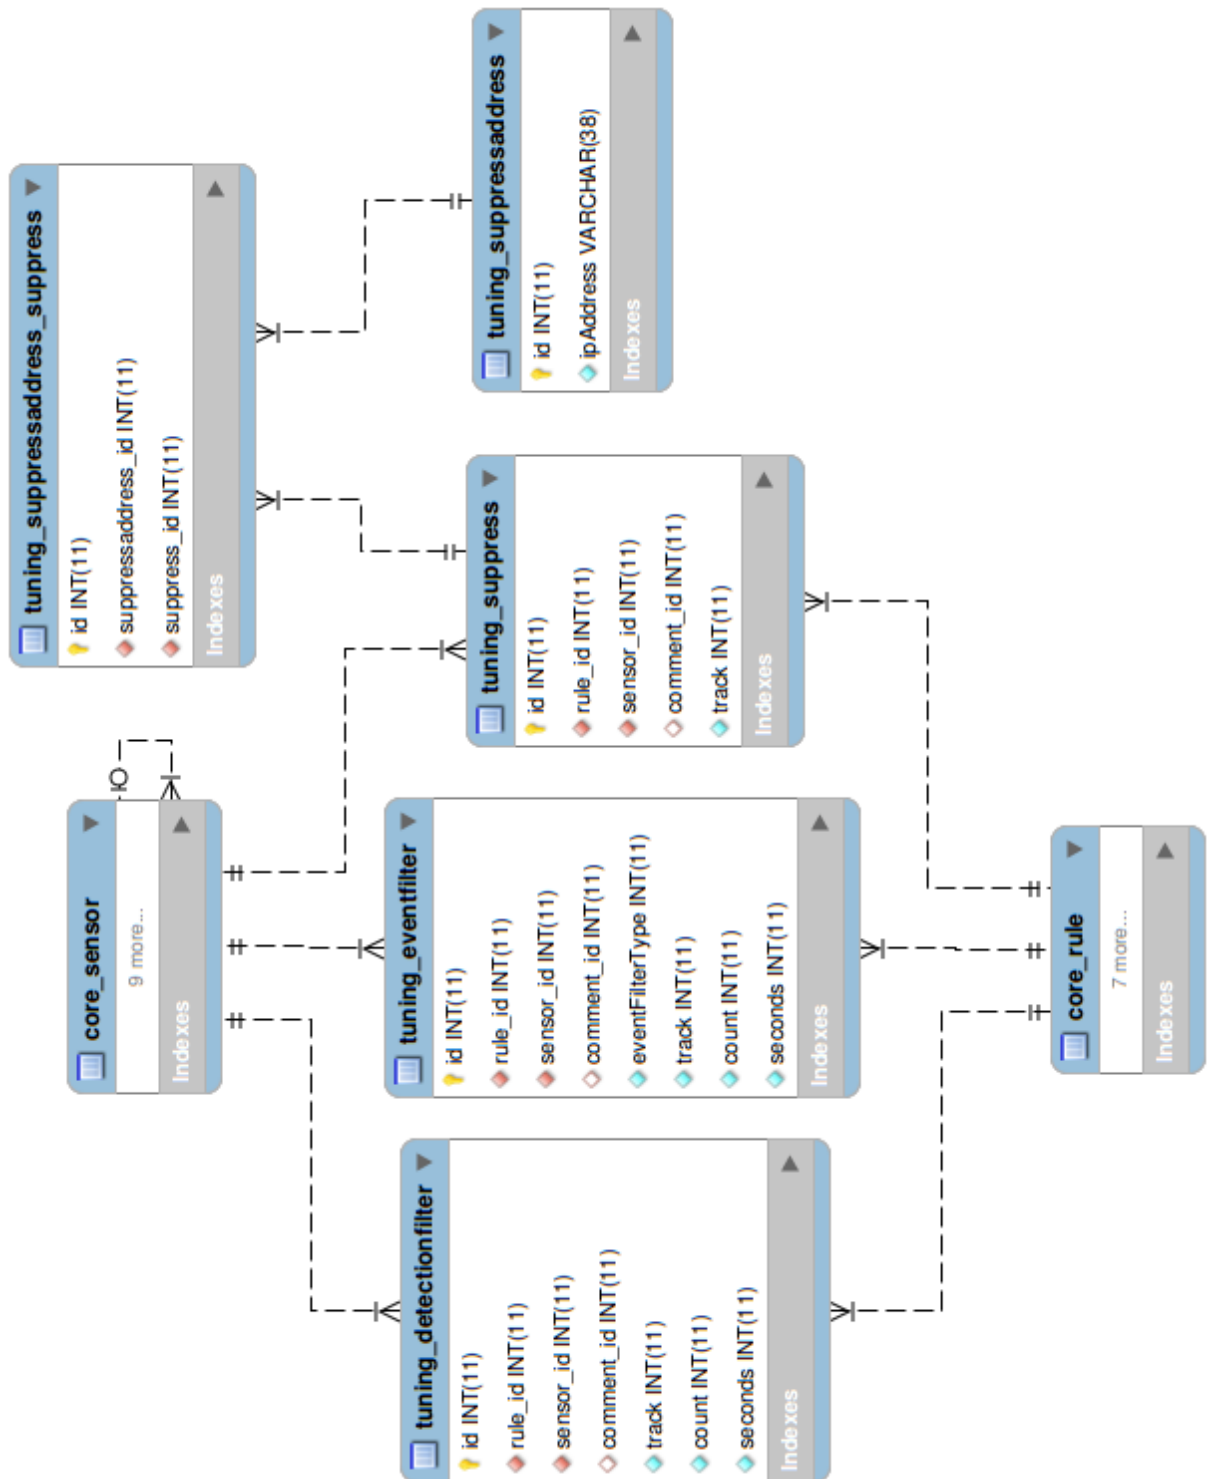 tuning_suppressaddress_suppress
id INT(11)
suppressaddress_id INT(11)
suppress_id INT(11)
Indexes
tuning_suppressaddress
id INT(11)
ipAddress VARCHAR(38)
Indexes
tuning_suppress
id INT(11)
rule_id INT(11)
sensor_id INT(11)
comment_id INT(11)
track INT(11)
Indexes
core_sensor
9 more...
Indexes
tuning_eventfilter
id INT(11)
rule_id INT(11)
sensor_id INT(11)
comment_id INT(11)
eventFilterType INT(11)
track INT(11)
count INT(11)
seconds INT(11)
Indexes
core_rule
7 more...
Indexes
tuning_detectionfilter
id INT(11)
rule_id INT(11)
sensor_id INT(11)
comment_id INT(11)
track INT(11)
count INT(11)
seconds INT(11)
Indexes